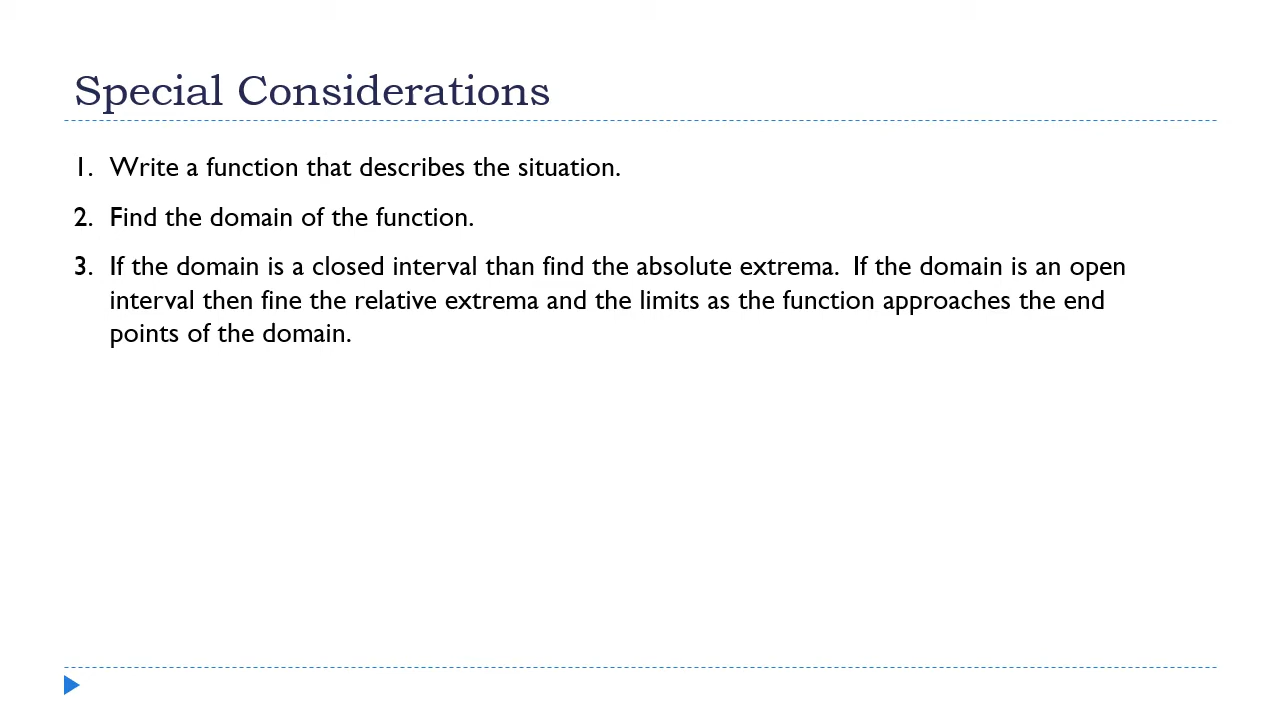 Special Considerations
1. Write a function that describes the situation.
2. Find the domain of the function.
3. If the domain is a closed interval than find the absolute extrema.  If the domain is an open
interval then fine the relative extrema and the limits as the function approaches the end
points of the domain.